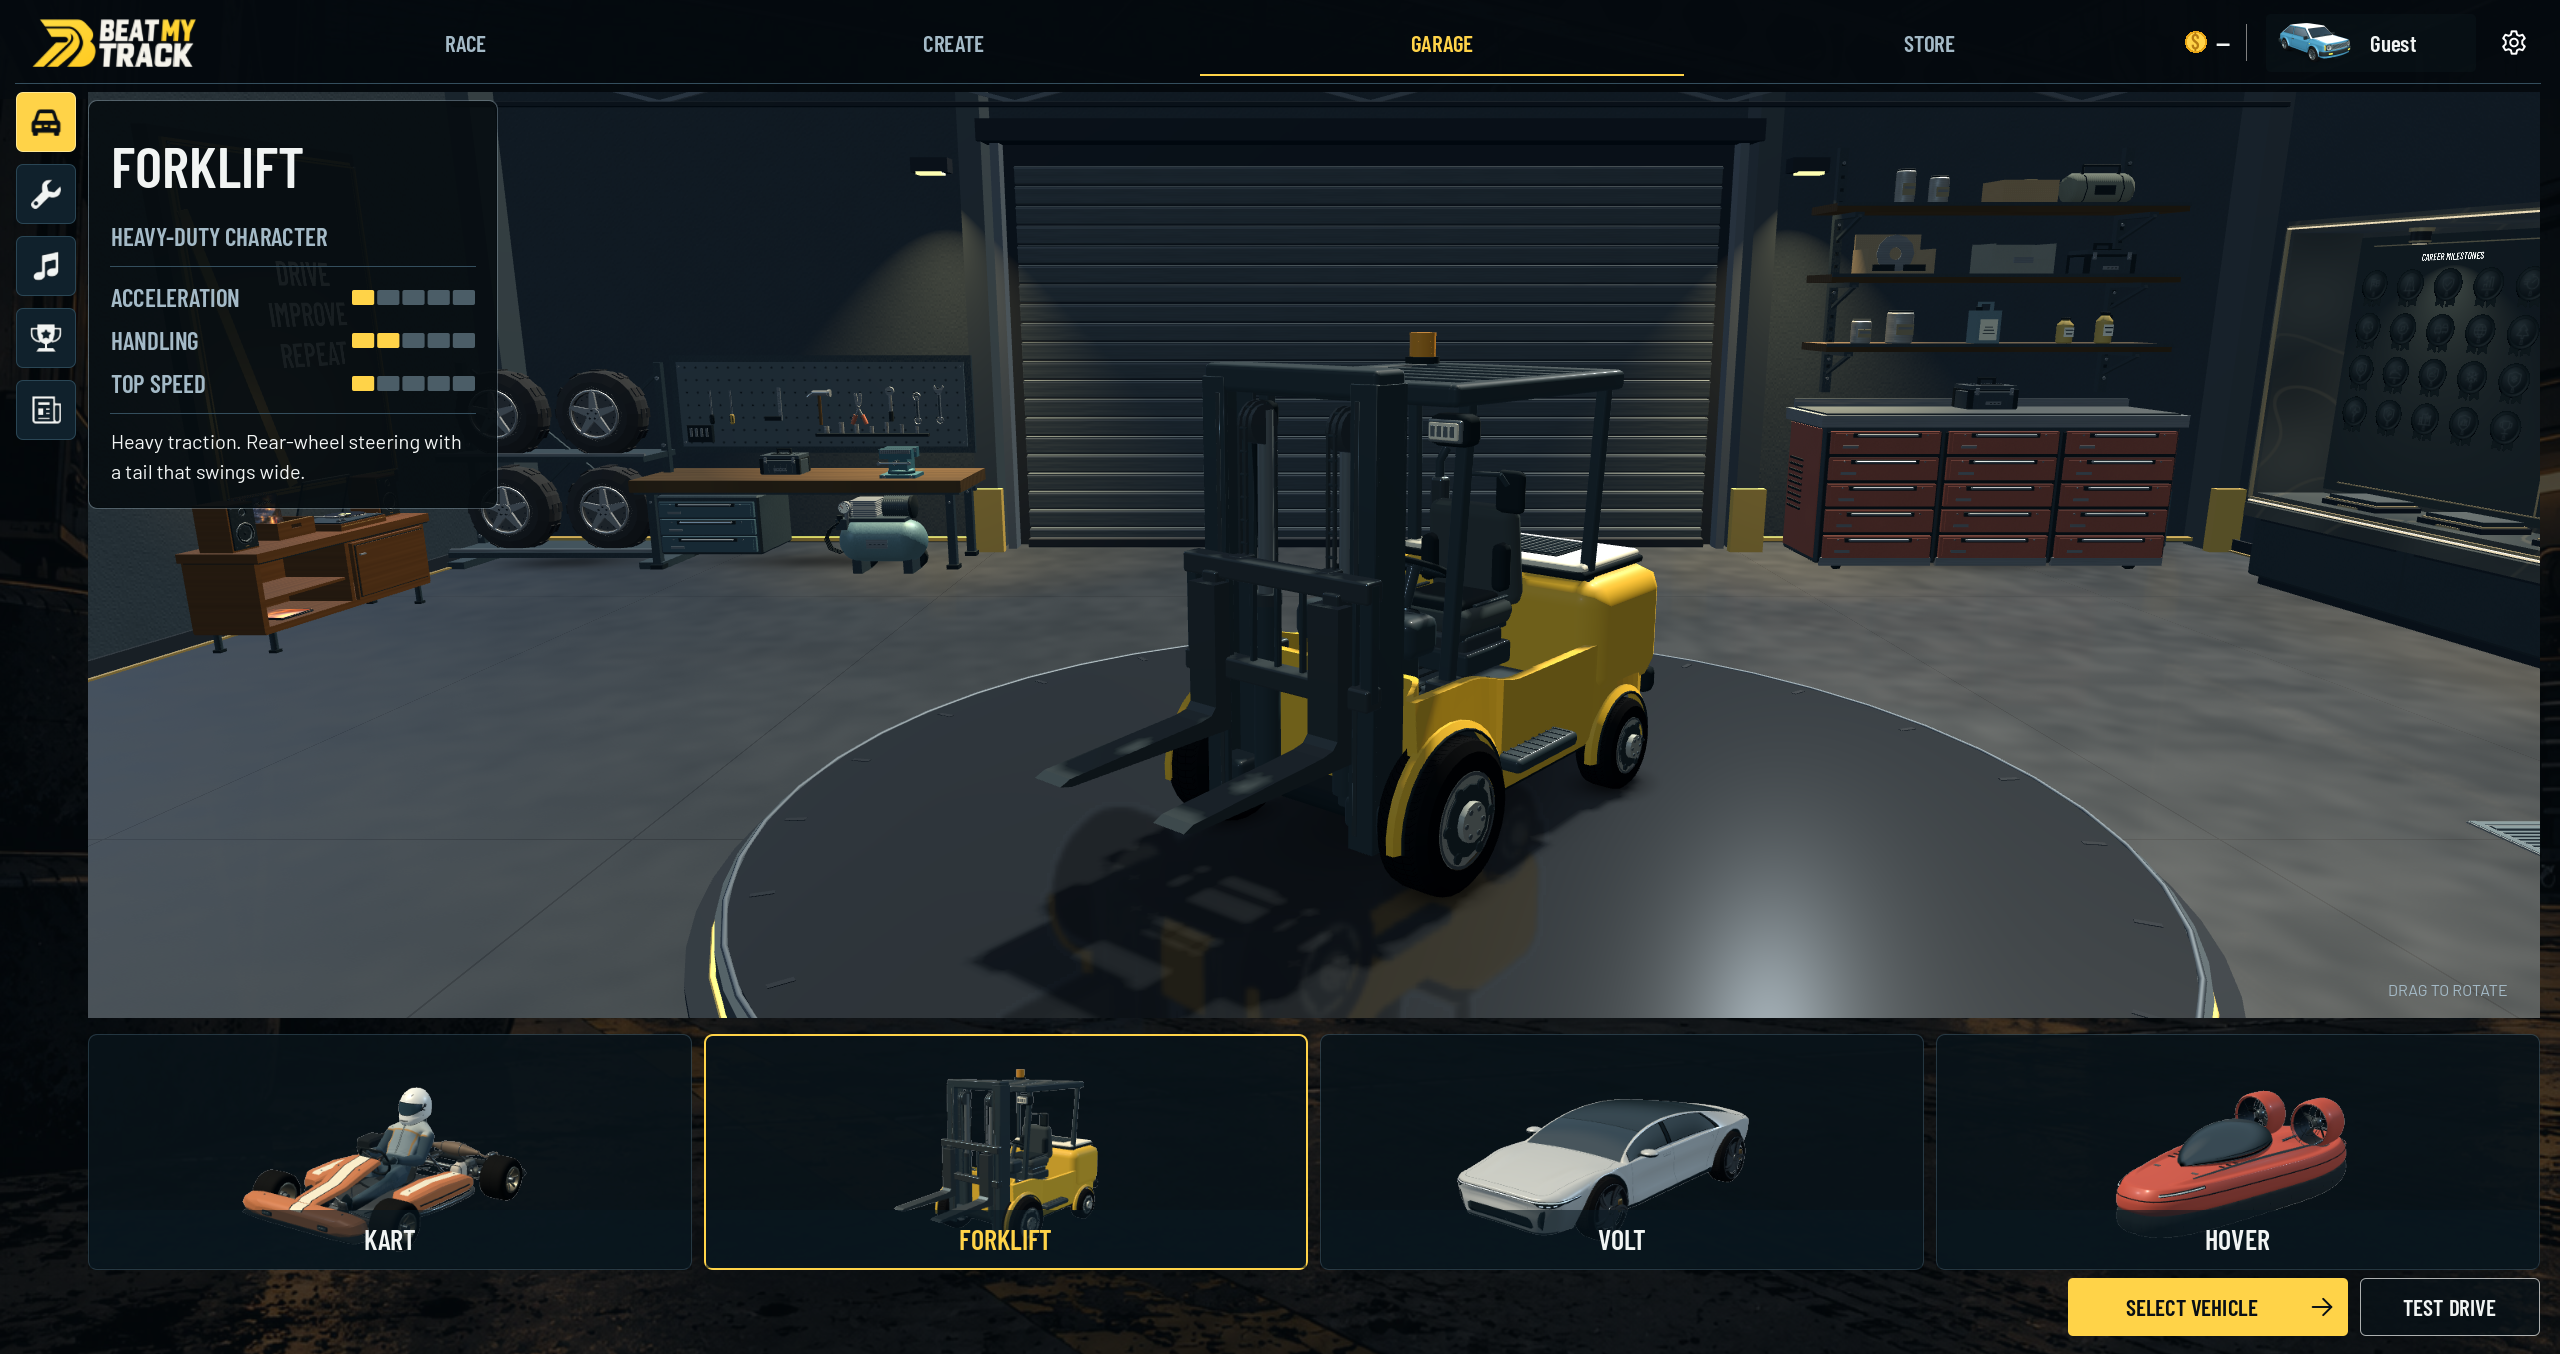 BEATMY
TRACK
RACE
CREATE
GARAGE
STORE
–
Guest
FORKLIFT
HEAVY-DUTY CHARACTER
DRIVE
ACCELERATION
IMPROVE
HANDLING
REPEAT
TOP SPEED
Heavy traction. Rear-wheel steering with
a tail that swings wide.
CAREER MILESTONES
DRAG TO ROTATE
KART
FORKLIFT
VOLT
HOVER
SELECT VEHICLE
TEST DRIVE